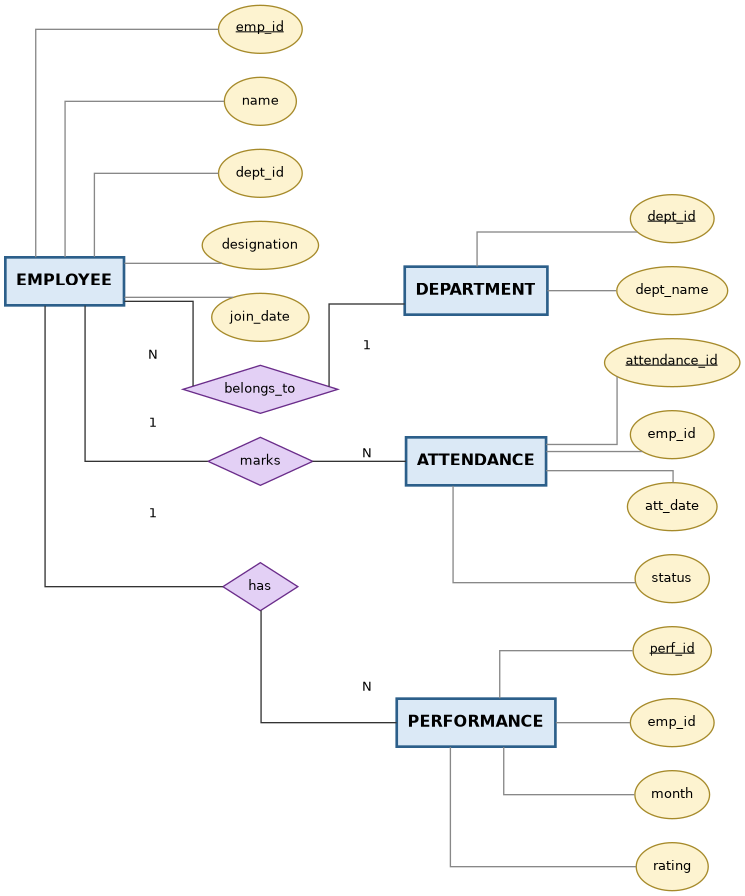 emp_id
name
dept_id
designation
join_date
EMPLOYEE
dept_id
DEPARTMENT
dept_name
N
1
belongs_to
attendance_id
1
emp_id
marks
N
ATTENDANCE
att_date
1
status
has
perf_id
N
PERFORMANCE
emp_id
month
rating